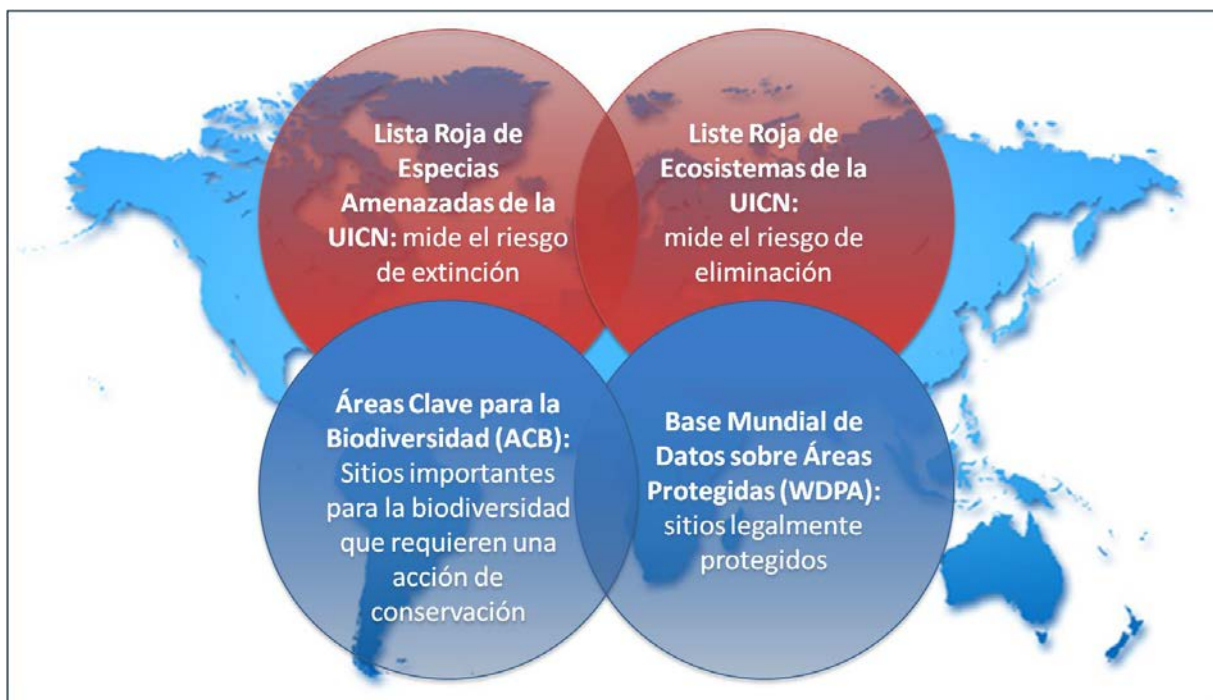 Lista Roja de
Especias
Amenazadas de la
UICN: mide el riesgo
de extinción
Liste Roja de
Ecosistemas de la
UICN:
mide el riesgo de
eliminación
Áreas Clave para la
Biodiversidad (ACB):
Sitios importantes
para la biodiversidad
que requieren una
acción de
conservación
Base Mundial de
Datos sobre Áreas
Protegidas (WDPA):
sitios legalmente
protegidos